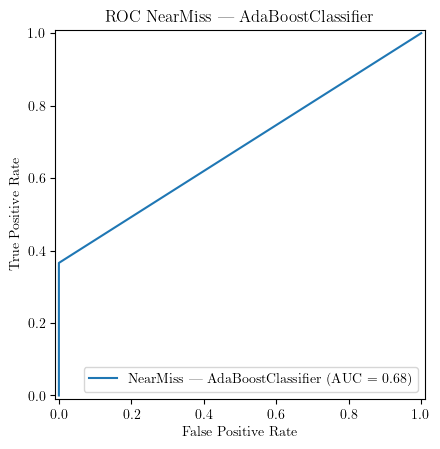 ROC NearMiss — AdaBoostClassifier
True Positive Rate
1.0
0.8
0.6
0.4
0.2
0.0
NearMiss — AdaBoostClassifier (AUC = 0.68)
0.0 0.2 0.4 0.6 0.8 1.0
False Positive Rate